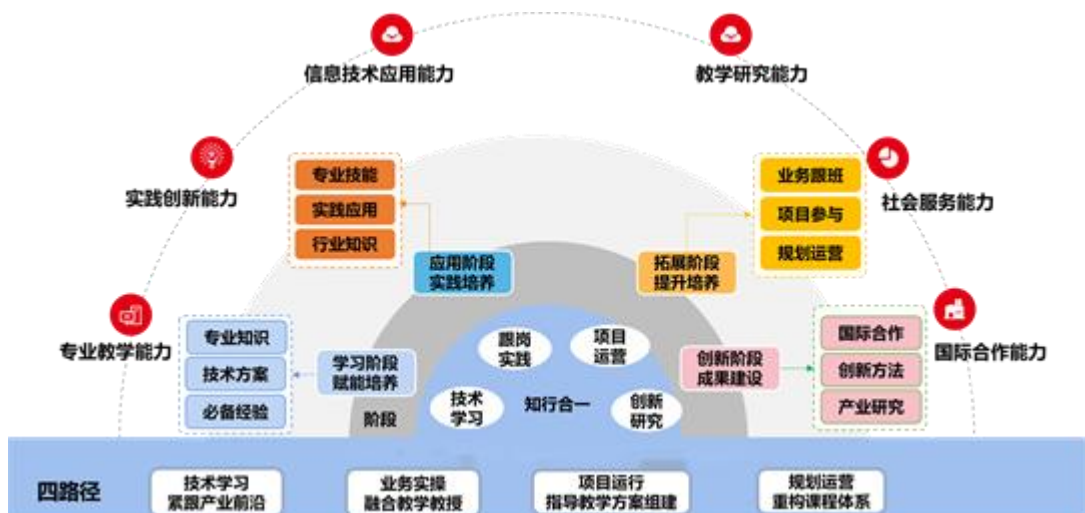 信息技术应用能力
教学研究能力
实践创新能力
社会服务能力
专业教学能力
国际合作能力
专业技能
实践应用
行业知识
业务跟班
项目参与
规划运营
应用阶段
实践培养
拓展阶段
提升培养
专业知识
技术方案
必备经验
学习阶段
赋能培养
创新阶段
成果建设
国际合作
创新方法
产业研究
跟岗
实践
项目
运营
技术
学习
知行合一
创新
研究
阶段
四路径
技术学习
紧跟产业前沿
业务实操
融合教学教授
项目运行
指导教学方案组建
规划运营
重构课程体系